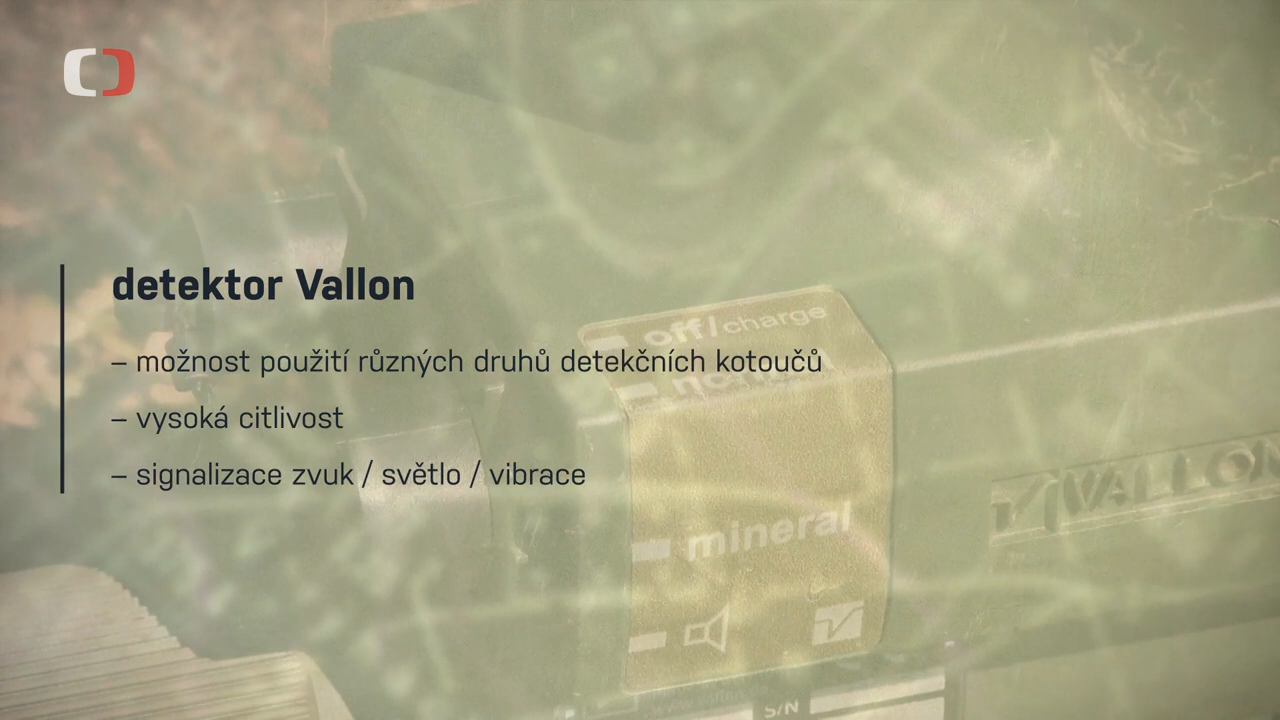 detektor Vallon
– možnost použití různých druhů detekčních kotoučů
– vysoká citlivost
– signalizace zvuk / světlo / vibrace
off/charge
mineral
VALLON
S/N